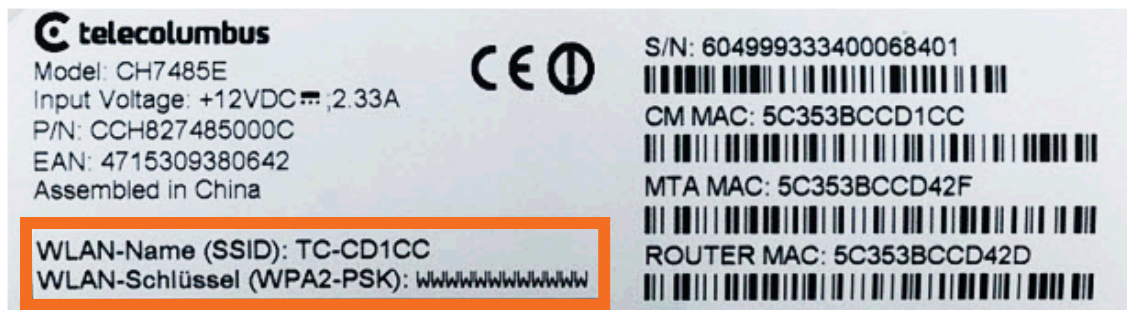 telecolumbus
Model: CH7485E
Input Voltage: +12VDC⎓;2.33A
P/N: CCH827485000C
EAN: 4715309380642
Assembled in China
WLAN-Name (SSID): TC-CD1CC
WLAN-Schlüssel (WPA2-PSK):
CE
S/N: 604999333400068401
CM MAC: 5C353BCCD1CC
MTA MAC: 5C353BCCD42F
ROUTER MAC: 5C353BCCD42D